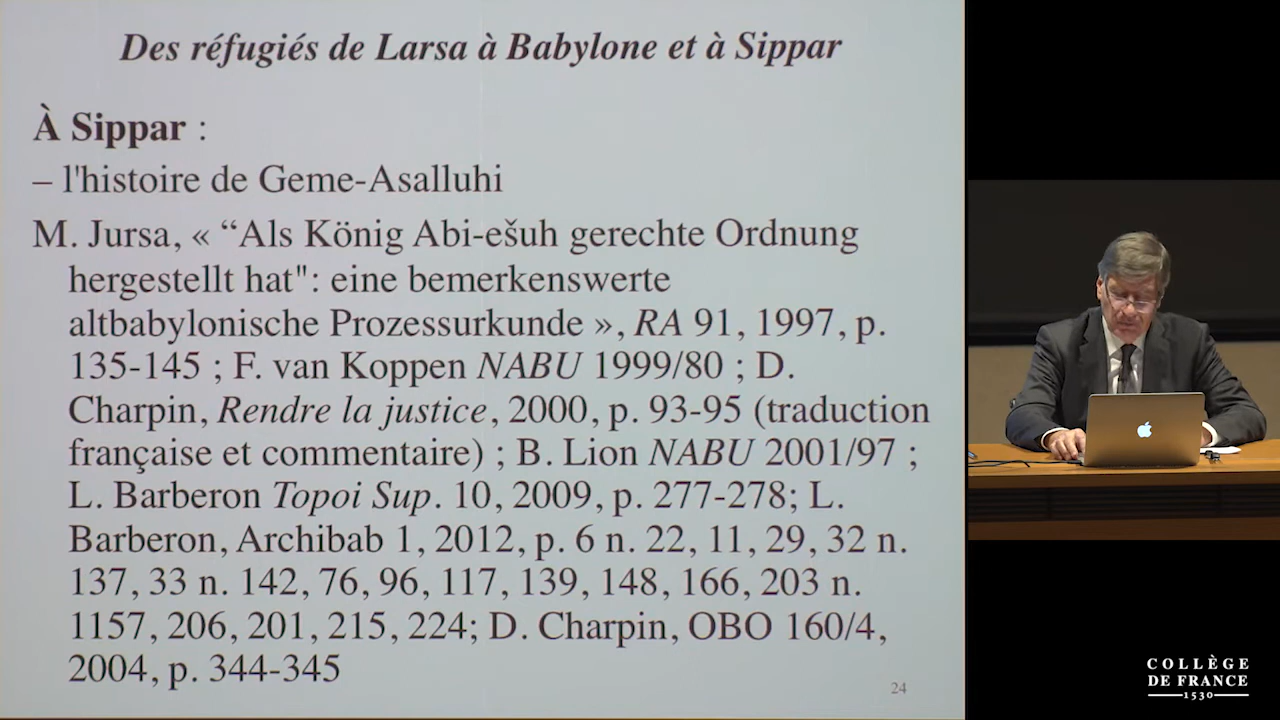 Des réfugiés de Larsa à Babylone et à Sippar
À Sippar :
– l'histoire de Geme-Asalluhi
M. Jursa, « “Als König Abi-ešuh gerechte Ordnung
hergestellt hat": eine bemerkenswerte
altbabylonische Prozessurkunde », RA 91, 1997, p.
135-145 ; F. van Koppen NABU 1999/80 ; D.
Charpin, Rendre la justice, 2000, p. 93-95 (traduction
française et commentaire) ; B. Lion NABU 2001/97 ;
L. Barberon Topoi Sup. 10, 2009, p. 277-278; L.
Barberon, Archibab 1, 2012, p. 6 n. 22, 11, 29, 32 n.
137, 33 n. 142, 76, 96, 117, 139, 148, 166, 203 n.
1157, 206, 201, 215, 224; D. Charpin, OBO 160/4,
2004, p. 344-345
24
COLLÈGE
DE FRANCE
1530